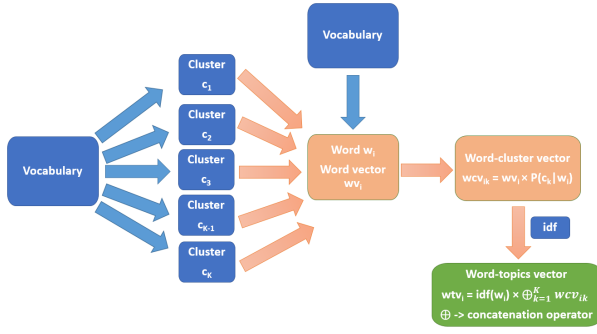 Vocabulary
Cluster
c₁
Cluster
c₂
Cluster
c₃
Cluster
cK-1
Cluster
cK
Vocabulary
Word wᵢ
Word vector
wvᵢ
Word-cluster vector
wcvᵢₖ = wvᵢ × P(cₖ|wᵢ)
idf
Word-topics vector
wtvᵢ = idf(wᵢ) × ⊕ᴷₖ₌₁ wcvᵢₖ
⊕ -> concatenation operator